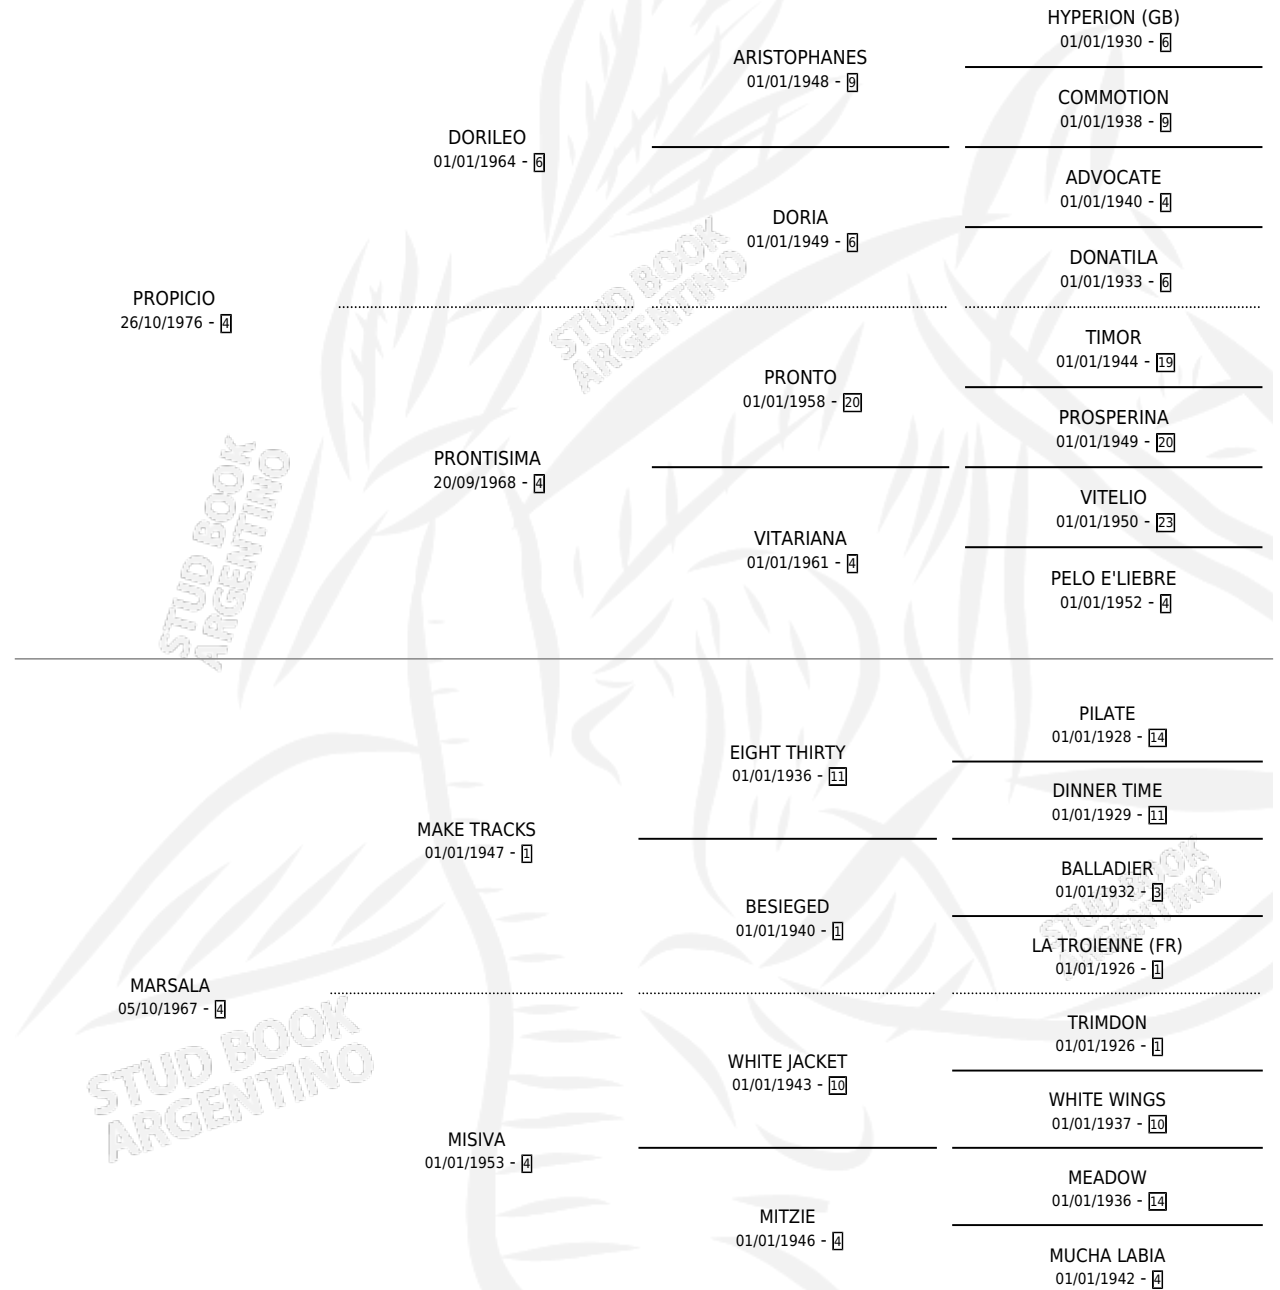 HYPERION (GB)
01/01/1930 - 6
ARISTOPHANES
01/01/1948 - 9
COMMOTION
01/01/1938 - 9
DORILEO
01/01/1964 - 6
ADVOCATE
01/01/1940 - 4
DORIA
01/01/1949 - 6
DONATILA
01/01/1933 - 6
PROPICIO
26/10/1976 - 4
STUD BOOK
ARGENTINO
TIMOR
01/01/1944 - 19
PRONTO
01/01/1958 - 20
PROSPERINA
01/01/1949 - 20
PRONTISIMA
20/09/1968 - 4
VITELIO
01/01/1950 - 23
VITARIANA
01/01/1961 - 4
PELO E'LIEBRE
01/01/1952 - 4
STUD BOOK
ARGENTINO
PILATE
01/01/1928 - 14
EIGHT THIRTY
01/01/1936 - 11
DINNER TIME
01/01/1929 - 11
MAKE TRACKS
01/01/1947 - 1
BALLADIER
01/01/1932 - 3
BESIEGED
01/01/1940 - 1
LA TROIENNE (FR)
01/01/1926 - 1
STUD BOOK
ARGENTINO
MARSALA
05/10/1967 - 4
TRIMDON
01/01/1926 - 1
WHITE JACKET
01/01/1943 - 10
WHITE WINGS
01/01/1937 - 10
STUD BOOK
ARGENTINO
MISIVA
01/01/1953 - 4
MEADOW
01/01/1936 - 14
MITZIE
01/01/1946 - 4
MUCHA LABIA
01/01/1942 - 4